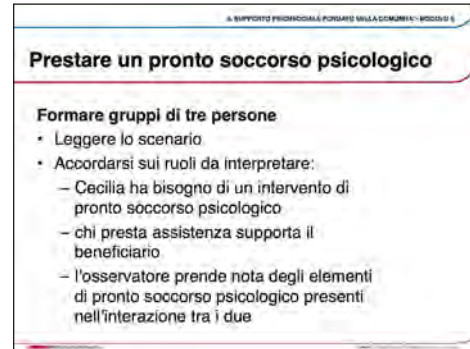 IL SUPPORTO PSICOSOCIALE FONDATO SULLA COMUNITÀ • MODULO 6
Prestare un pronto soccorso psicologico
Formare gruppi di tre persone
• Leggere lo scenario
• Accordarsi sui ruoli da interpretare:
– Cecilia ha bisogno di un intervento di
pronto soccorso psicologico
– chi presta assistenza supporta il
beneficiario
– l'osservatore prende nota degli elementi
di pronto soccorso psicologico presenti
nell'interazione tra i due